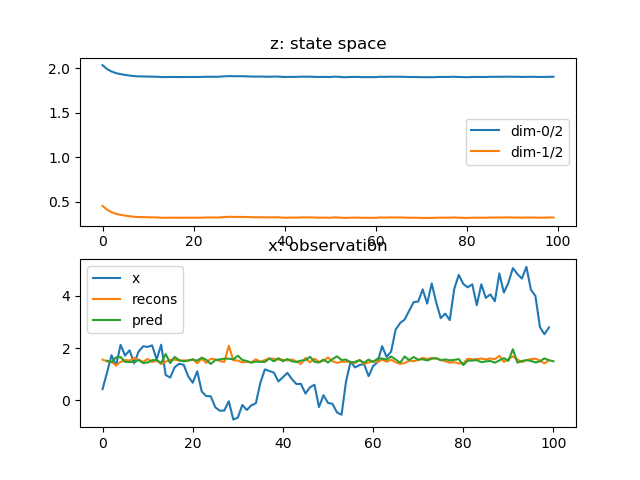 z: state space
2.0
1.5
1.0
0.5
dim-0/2
dim-1/2
0 20 40 60 80 100
x: observation
4
2
0
x
recons
pred
0 20 40 60 80 100